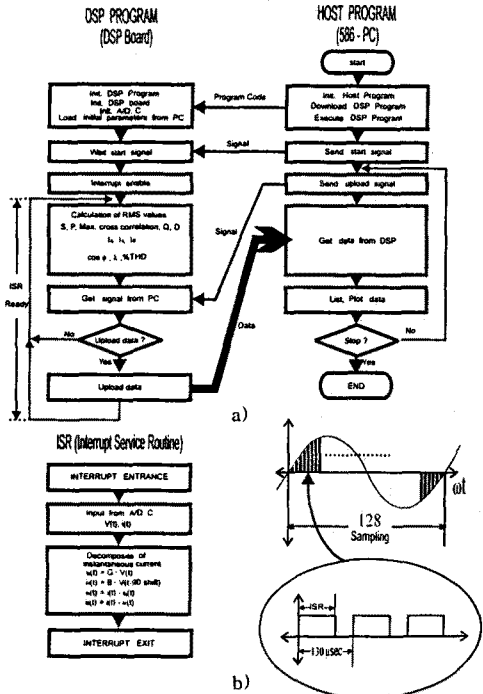 DSP PROGRAM
(DSP Board)
HOST PROGRAM
(586 - PC)
start
Init. DSP Program
Init. DSP board
Init. A/D. C
Load initial parameters from PC
Program Code
Init. Host Program
Download DSP Program
Execute DSP Program
Wait start signal
Signal
Send start signal
Interrupt enable
Send upload signal
Calculation of RMS values
S, P, Max. cross correlation, Q, D
cos φ, λ, %THD
Signal
Get data from DSP
ISR
Ready
Get signal from PC
List, Plot data
No
Upload data ?
Data
No
Stop ?
Yes
Yes
Upload data
END
a)
ISR (Interrupt Service Routine)
INTERRUPT ENTRANCE
Input from A/D. C
V(t), i(t)
Decomposes of
instantaneous current
INTERRUPT EXIT
ωt
128
Sampling
ISR
130 μsec
b)